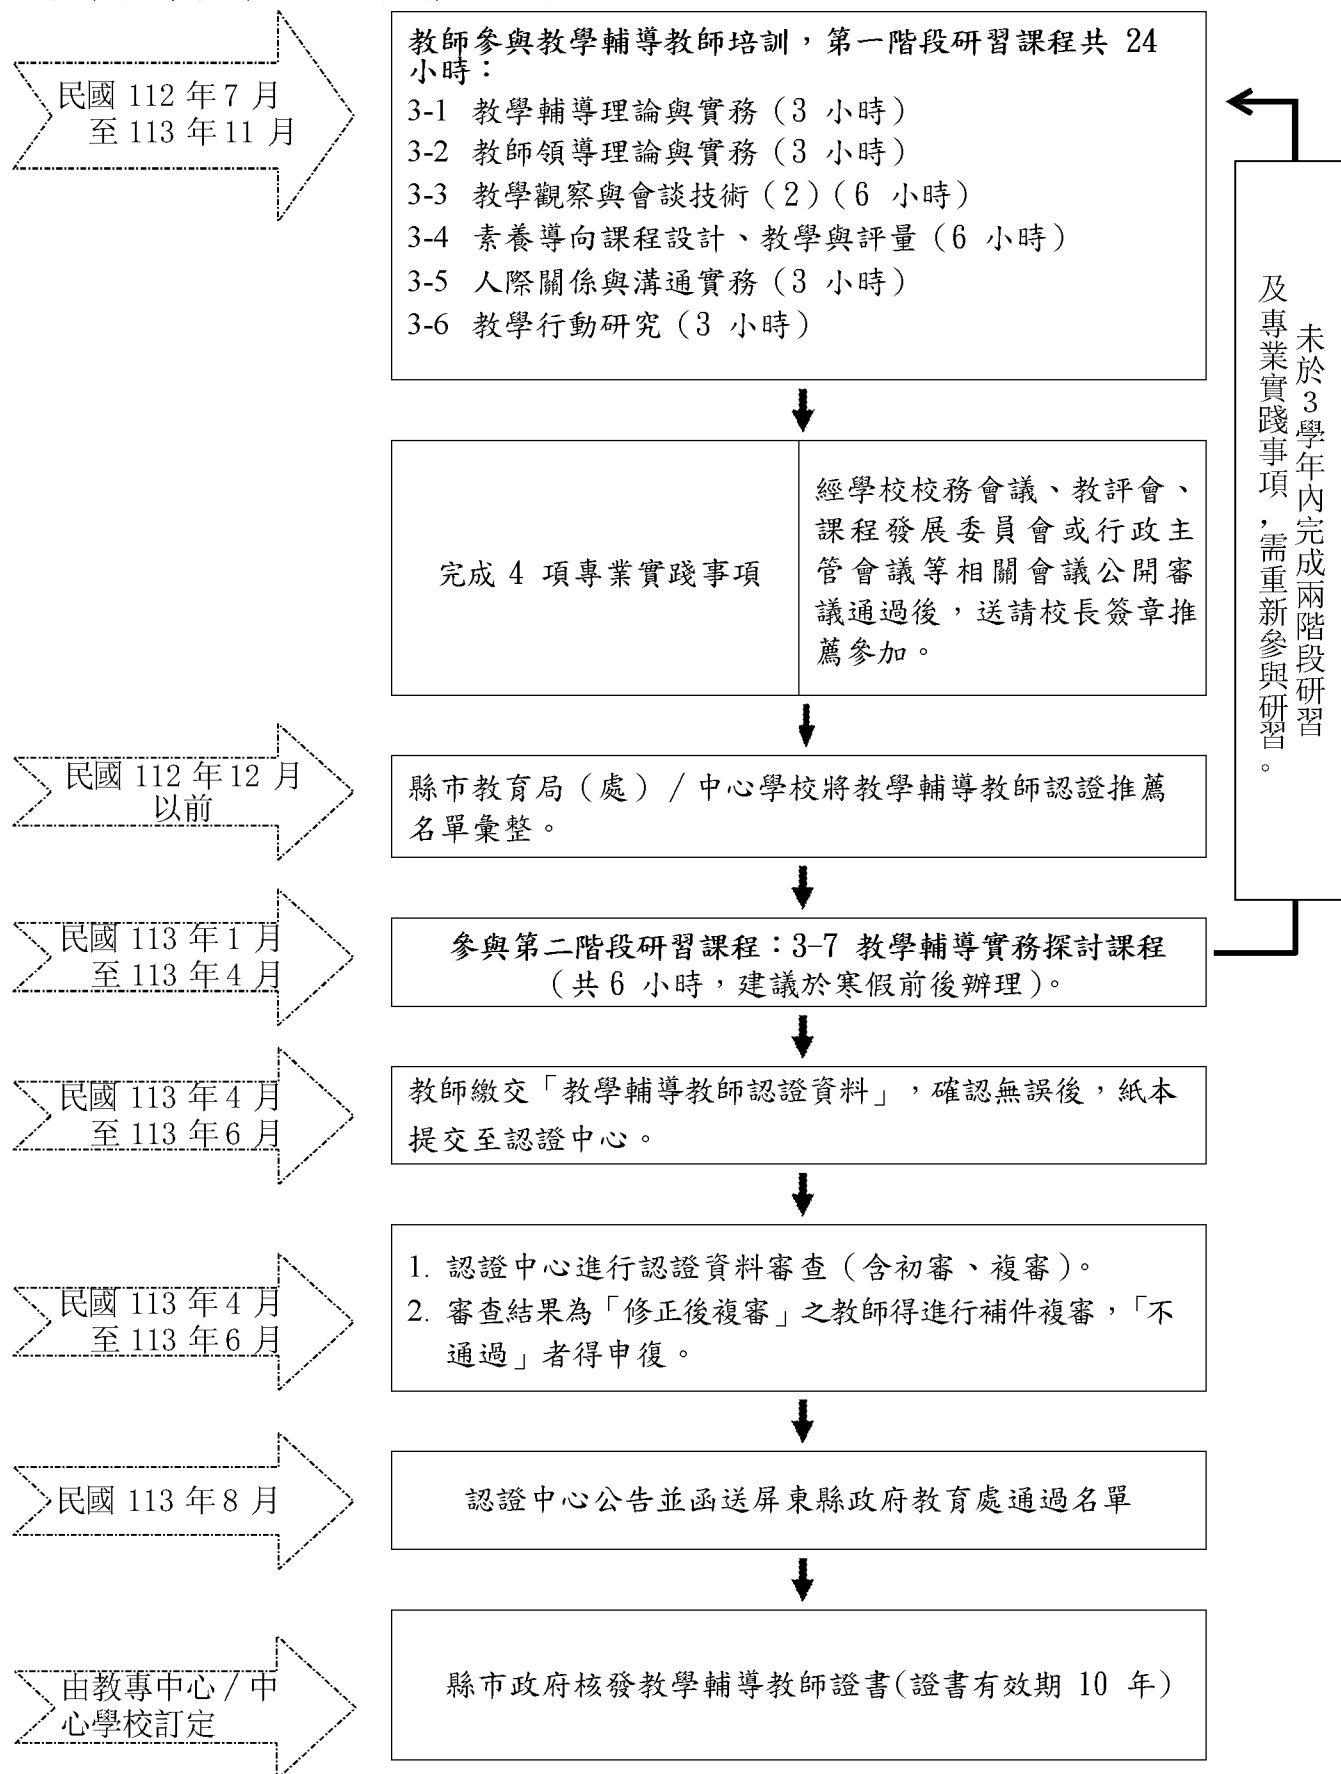 民國 112 年 7 月
至 113 年 11 月
教師參與教學輔導教師培訓，第一階段研習課程共 24
小時：
3-1 教學輔導理論與實務（3 小時）
3-2 教師領導理論與實務（3 小時）
3-3 教學觀察與會談技術（2）（6 小時）
3-4 素養導向課程設計、教學與評量（6 小時）
3-5 人際關係與溝通實務（3 小時）
3-6 教學行動研究（3 小時）
未於3學年內完成兩階段研習
及專業實踐事項，需重新參與研習。
完成 4 項專業實踐事項
經學校校務會議、教評會、
課程發展委員會或行政主
管會議等相關會議公開審
議通過後，送請校長簽章推
薦參加。
民國 112 年 12 月
以前
縣市教育局（處）/中心學校將教學輔導教師認證推薦
名單彙整。
民國 113 年 1 月
至 113 年 4 月
參與第二階段研習課程：3-7 教學輔導實務探討課程
（共 6 小時，建議於寒假前後辦理）。
民國 113 年 4 月
至 113 年 6 月
教師繳交「教學輔導教師認證資料」，確認無誤後，紙本
提交至認證中心。
民國 113 年 4 月
至 113 年 6 月
1. 認證中心進行認證資料審查（含初審、複審）。
2. 審查結果為「修正後複審」之教師得進行補件複審，「不
通過」者得申復。
民國 113 年 8 月
認證中心公告並函送屏東縣政府教育處通過名單
由教專中心/中
心學校訂定
縣市政府核發教學輔導教師證書(證書有效期 10 年)